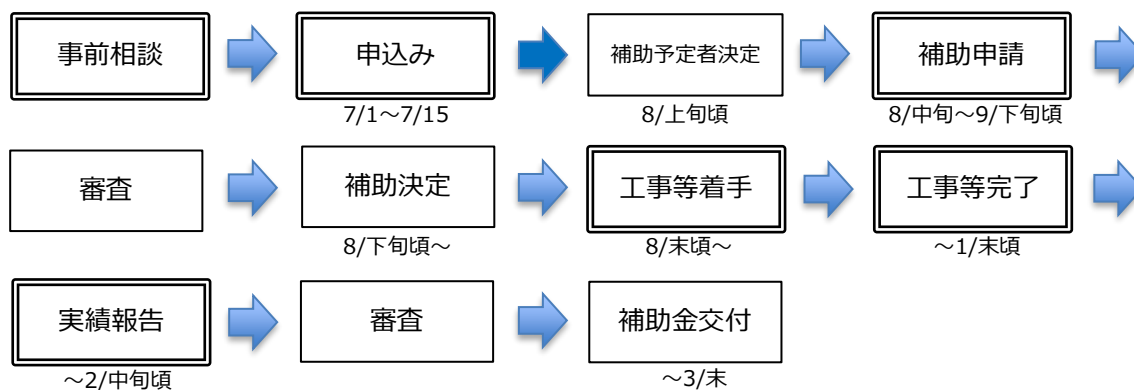 事前相談
申込み
補助予定者決定
補助申請
7/1～7/15
8/上旬頃
8/中旬～9/下旬頃
審査
補助決定
工事等着手
工事等完了
8/下旬頃～
8/末頃～
～1/末頃
実績報告
審査
補助金交付
～2/中旬頃
～3/末